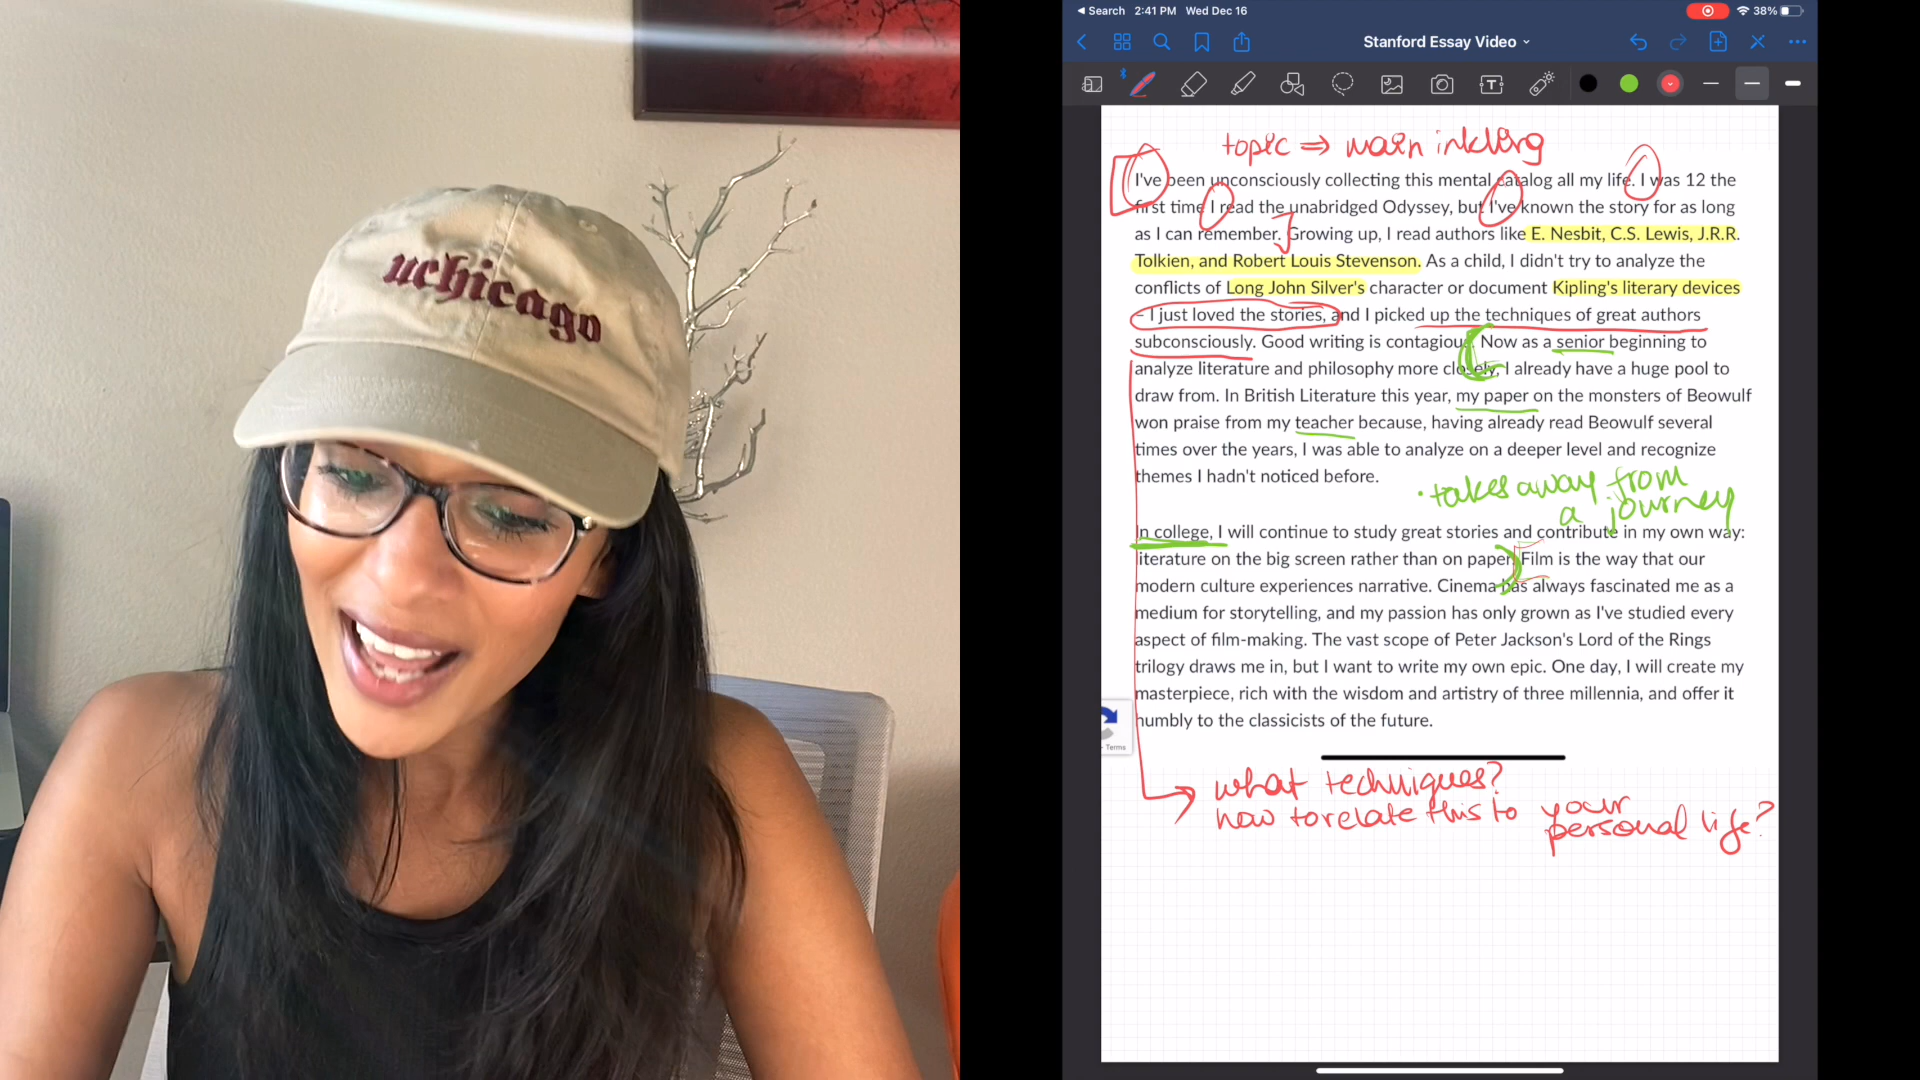 uchicago
Search 2:41 PM Wed Dec 16
38%
Stanford Essay Video
T
topic ⇒ main inkling
I've been unconsciously collecting this mental catalog all my life. I was 12 the
first time I read the unabridged Odyssey, but I've known the story for as long
as I can remember. Growing up, I read authors like E. Nesbit, C.S. Lewis, J.R.R.
Tolkien, and Robert Louis Stevenson. As a child, I didn't try to analyze the
conflicts of Long John Silver's character or document Kipling's literary devices
– I just loved the stories, and I picked up the techniques of great authors
subconsciously. Good writing is contagious. Now as a senior beginning to
analyze literature and philosophy more closely, I already have a huge pool to
draw from. In British Literature this year, my paper on the monsters of Beowulf
won praise from my teacher because, having already read Beowulf several
times over the years, I was able to analyze on a deeper level and recognize
themes I hadn't noticed before.
· takes away from
a journey
In college, I will continue to study great stories and contribute in my own way:
literature on the big screen rather than on paper. Film is the way that our
modern culture experiences narrative. Cinema has always fascinated me as a
medium for storytelling, and my passion has only grown as I've studied every
aspect of film-making. The vast scope of Peter Jackson's Lord of the Rings
trilogy draws me in, but I want to write my own epic. One day, I will create my
masterpiece, rich with the wisdom and artistry of three millennia, and offer it
humbly to the classicists of the future.
- Terms
what techniques?
how to relate this to your
personal life?